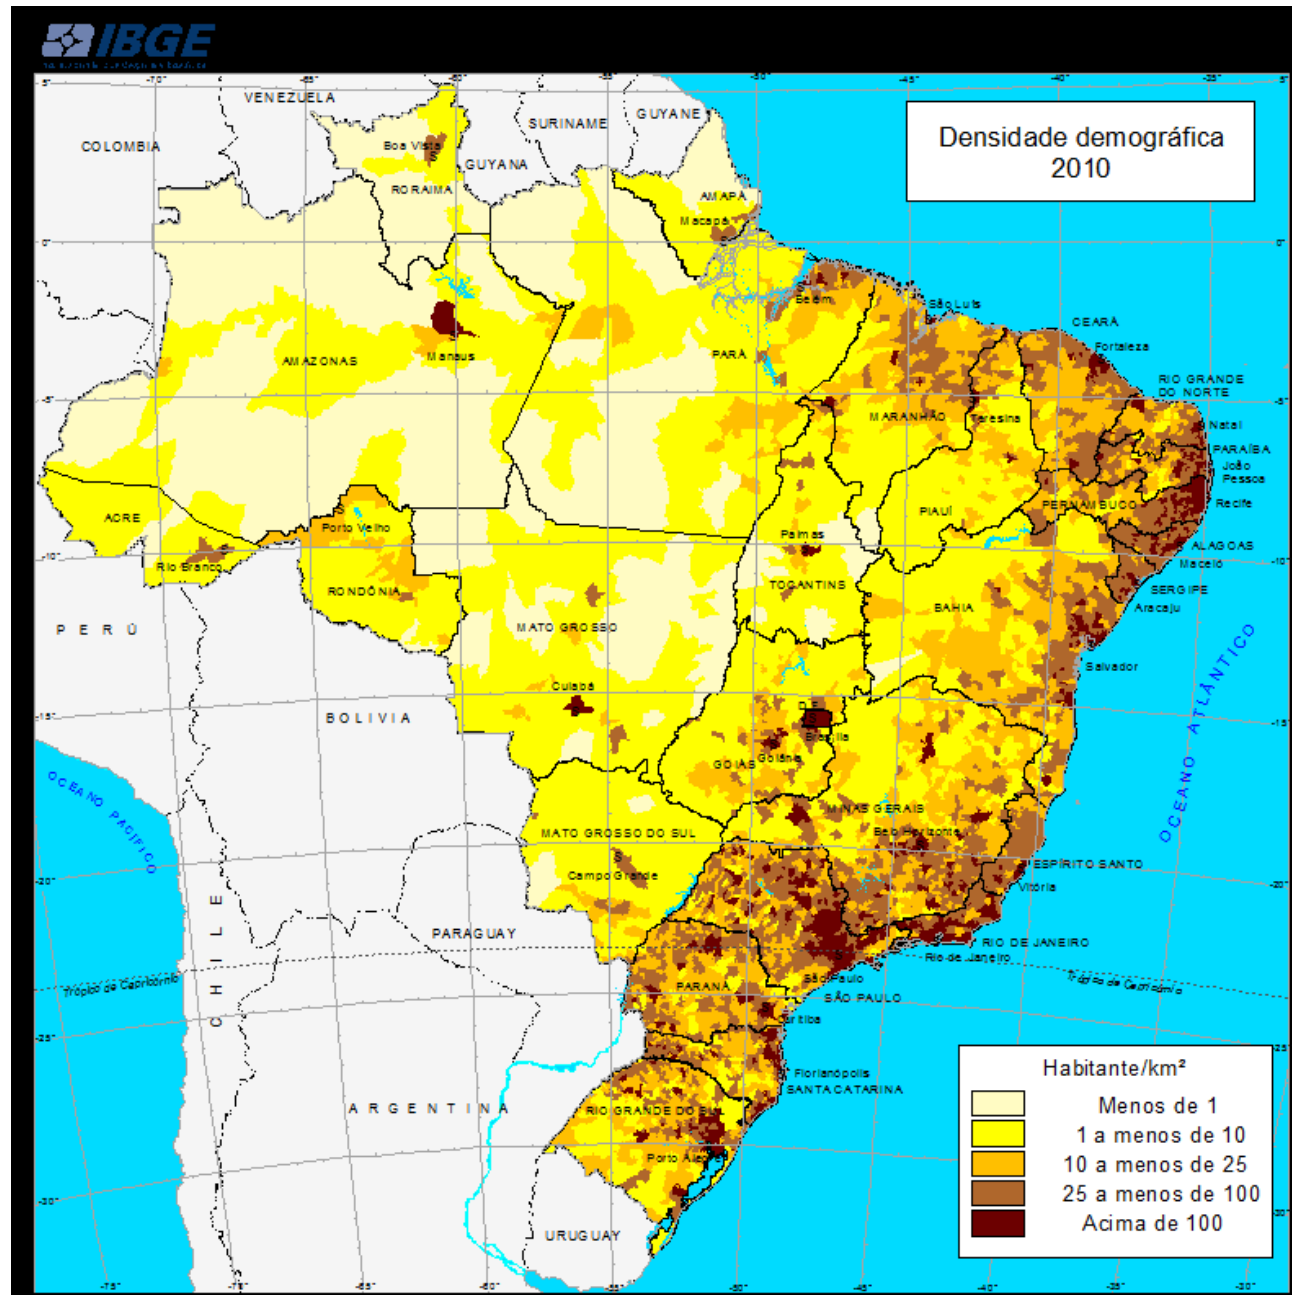 IBGE
Densidade demográfica
2010
VENEZUELA
COLOMBIA
SURINAME
GUYANE
GUYANA
Boa Vista
RORAIMA
AMAPÁ
Macapá
Belém
São Luís
CEARÁ
Fortaleza
AMAZONAS
Manaus
PARÁ
RIO GRANDE
DO NORTE
MARANHÃO
Teresina
Natal
PARAÍBA
João
Pessoa
ACRE
PIAUÍ
PERNAMBUCO
Recife
Porto Velho
Palmas
ALAGOAS
Rio Branco
Maceió
RONDÔNIA
TOCANTINS
SERGIPE
BAHIA
Aracaju
PERÚ
MATO GROSSO
Salvador
Cuiabá
BOLIVIA
D.F.
Brasília
GOIÁS
Goiânia
OCEANO ATLÂNTICO
OCEANO PACÍFICO
MINAS GERAIS
MATO GROSSO DO SUL
Belo Horizonte
ESPÍRITO SANTO
Campo Grande
Vitória
CHILE
PARAGUAY
RIO DE JANEIRO
Rio de Janeiro
Trópico de Capricórnio
Trópico de Capricórnio
São Paulo
PARANÁ
SÃO PAULO
Curitiba
Florianópolis
SANTA CATARINA
ARGENTINA
RIO GRANDE DO SUL
Porto Alegre
URUGUAY
Habitante/km²
Menos de 1
1 a menos de 10
10 a menos de 25
25 a menos de 100
Acima de 100